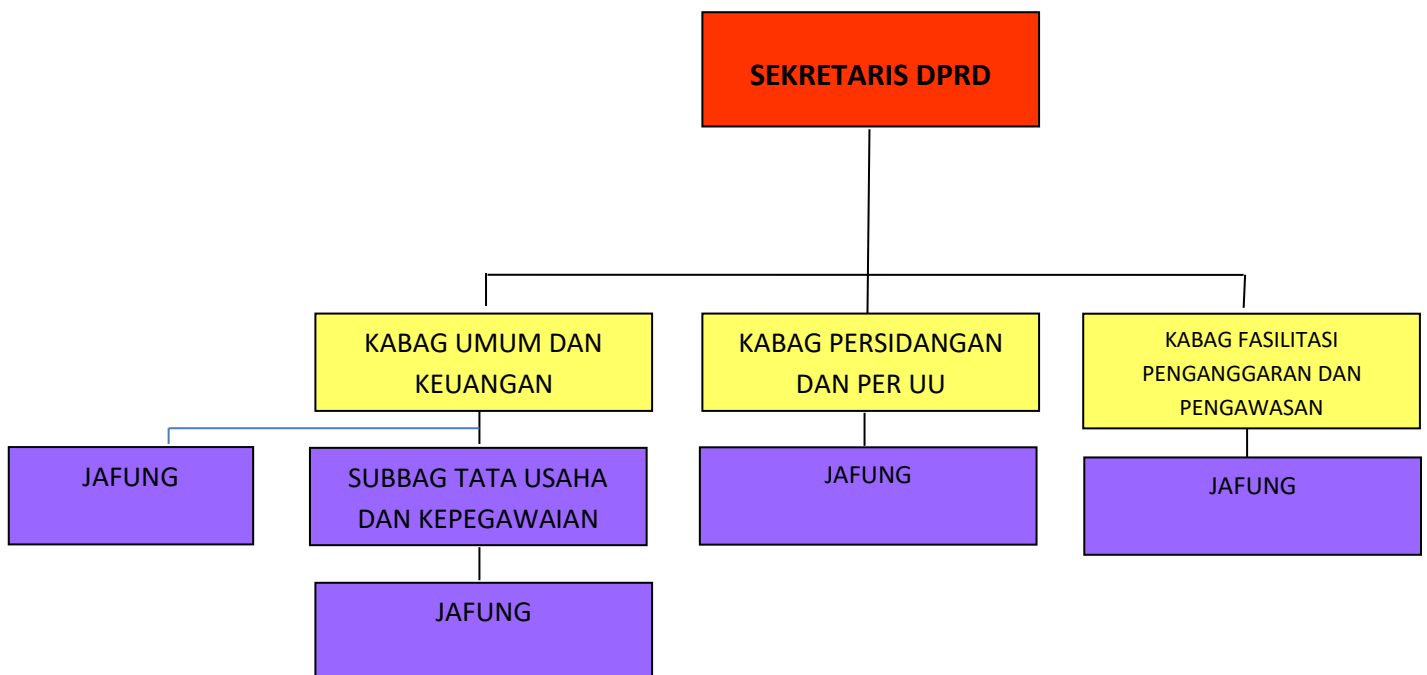 SEKRETARIS DPRD
KABAG UMUM DAN
KEUANGAN
KABAG PERSIDANGAN
DAN PER UU
KABAG FASILITASI
PENGANGGARAN DAN
PENGAWASAN
JAFUNG
SUBBAG TATA USAHA
DAN KEPEGAWAIAN
JAFUNG
JAFUNG
JAFUNG